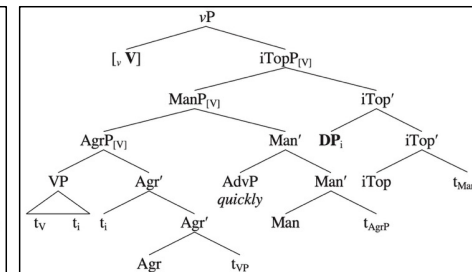 vP
[v V] iTopP[V]
ManP[V] iTop′
AgrP[V] Man′ DPi iTop′
VP Agr′ AdvP Man′ iTop tMan
quickly
tV ti ti Agr′ Man tAgrP
Agr tVP